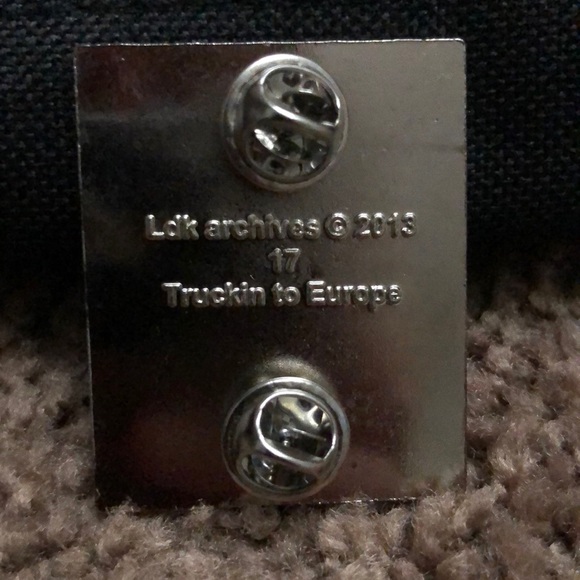 Ldk archives © 2013
17
Truckin to Europe